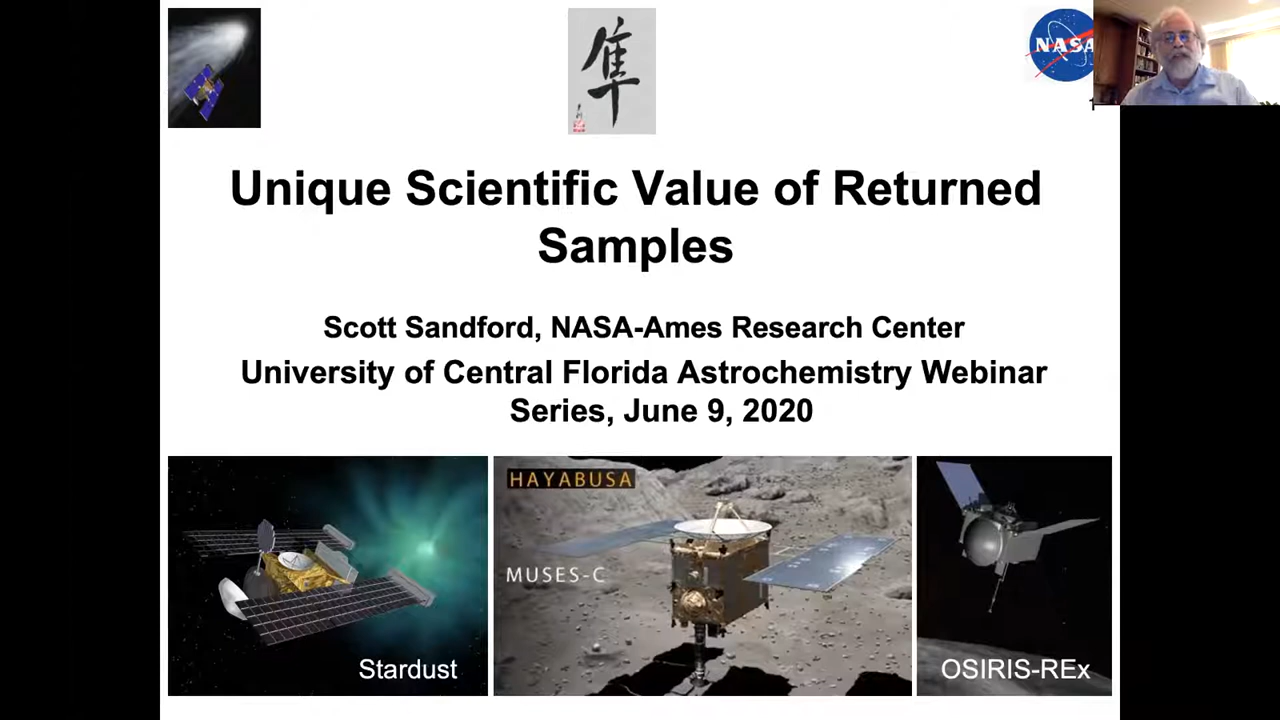 隼
NASA
1
Unique Scientific Value of Returned
Samples
Scott Sandford, NASA-Ames Research Center
University of Central Florida Astrochemistry Webinar
Series, June 9, 2020
HAYABUSA
MUSES-C
Stardust
OSIRIS-REx